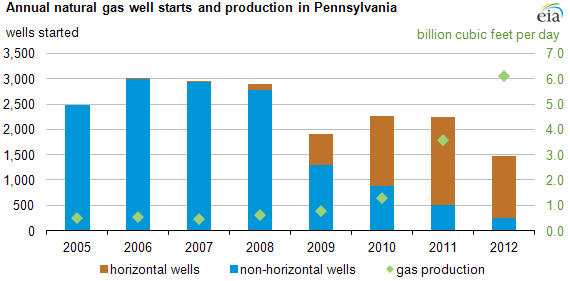 Annual natural gas well starts and production in Pennsylvania
eia
wells started billion cubic feet per day
3,500 7.0
3,000 6.0
2,500 5.0
2,000 4.0
1,500 3.0
1,000 2.0
500 1.0
0 0.0
2005 2006 2007 2008 2009 2010 2011 2012
horizontal wells non-horizontal wells gas production